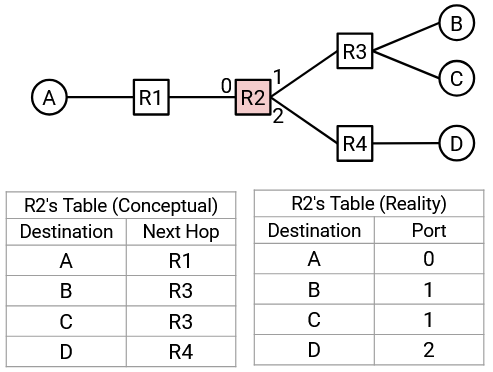 B
R3
0
1
A
R1
R2
C
2
R4
D
R2's Table (Conceptual)
Destination Next Hop
A R1
B R3
C R3
D R4
R2's Table (Reality)
Destination Port
A 0
B 1
C 1
D 2